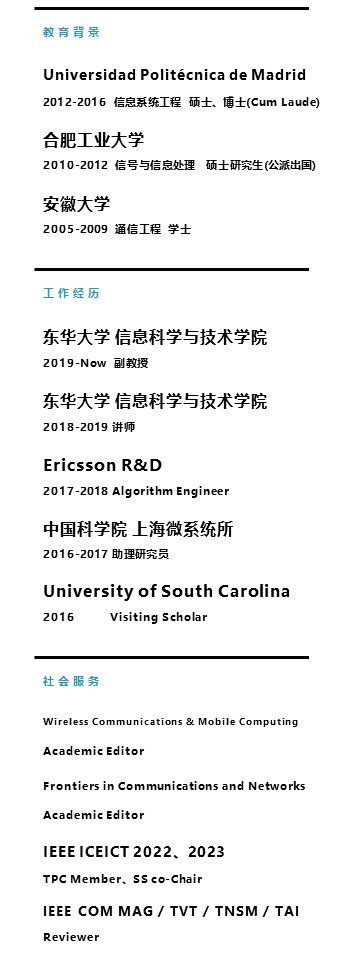 教育背景
Universidad Politécnica de Madrid
2012-2016 信息系统工程 硕士、博士(Cum Laude)
合肥工业大学
2010-2012 信号与信息处理 硕士研究生(公派出国)
安徽大学
2005-2009 通信工程 学士
工作经历
东华大学 信息科学与技术学院
2019-Now 副教授
东华大学 信息科学与技术学院
2018-2019 讲师
Ericsson R&D
2017-2018 Algorithm Engineer
中国科学院 上海微系统所
2016-2017 助理研究员
University of South Carolina
2016 Visiting Scholar
社会服务
Wireless Communications & Mobile Computing
Academic Editor
Frontiers in Communications and Networks
Academic Editor
IEEE ICEICT 2022、2023
TPC Member、SS co-Chair
IEEE COM MAG / TVT / TNSM / TAI
Reviewer